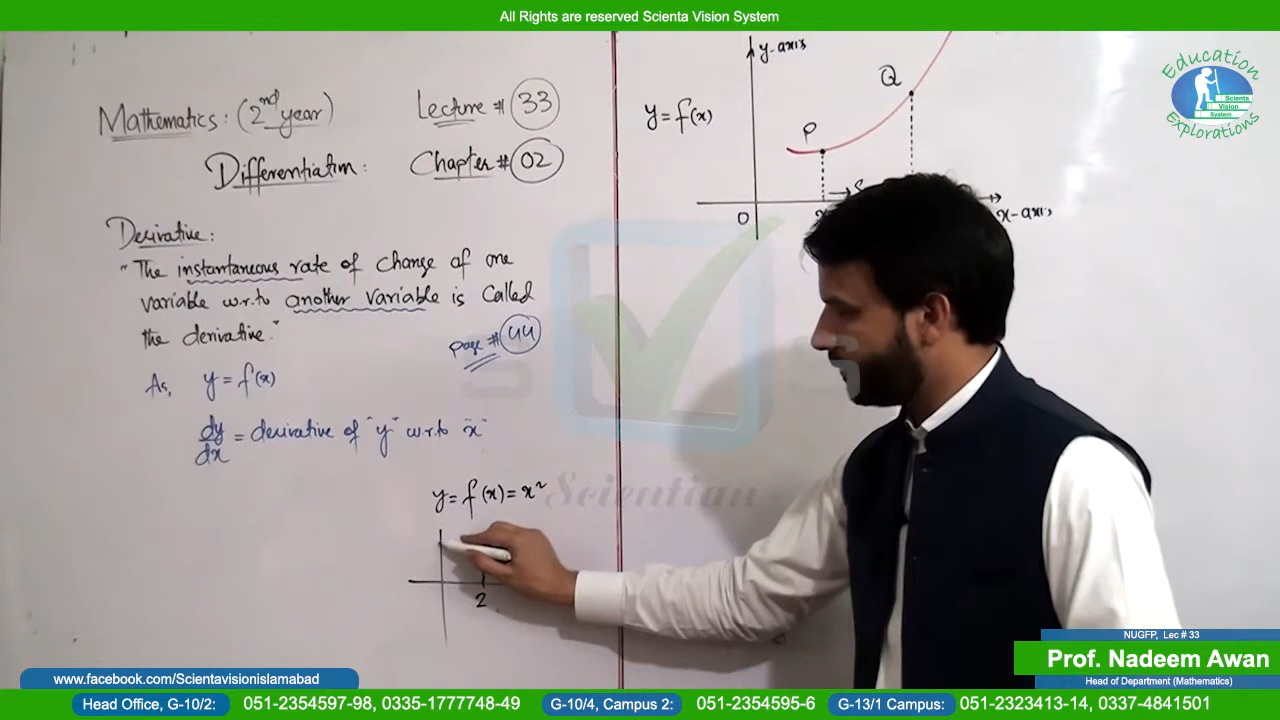 All Rights are reserved Scienta Vision System
Mathematics: (2nd year)
Lecture # 33
Differentiation:
Chapter # 02
Derivative:
"The instantaneous rate of change of one
variable w.r.to another variable is called
the derivative."
page # 44
As, y = f(x)
dy/dx = derivative of "y" w.r.to "x"
y = f(x) = x²
2
y-axis
Q
y = f(x)
P
0
x-axis
Education
Scienta
Vision
System
Explorations
Scientian
NUGFP, Lec # 33
Prof. Nadeem Awan
Head of Department (Mathematics)
www.facebook.com/Scientavisionislamabad
Head Office, G-10/2: 051-2354597-98, 0335-1777748-49 G-10/4, Campus 2: 051-2354595-6 G-13/1 Campus: 051-2323413-14, 0337-4841501